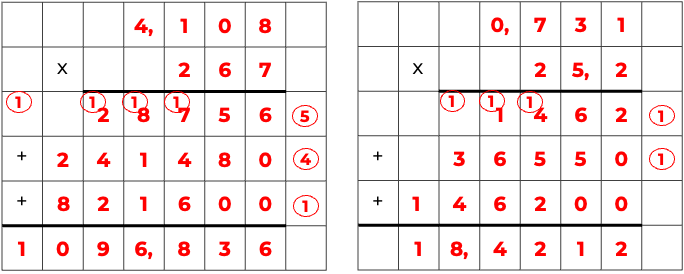 4, 1 0 8
x 2 6 7
1 1 1 1
2 8 7 5 6 5
+ 2 4 1 4 8 0 4
+ 8 2 1 6 0 0 1
1 0 9 6, 8 3 6
0, 7 3 1
x 2 5, 2
1 1 1
1 4 6 2 1
+ 3 6 5 5 0 1
+ 1 4 6 2 0 0
1 8, 4 2 1 2